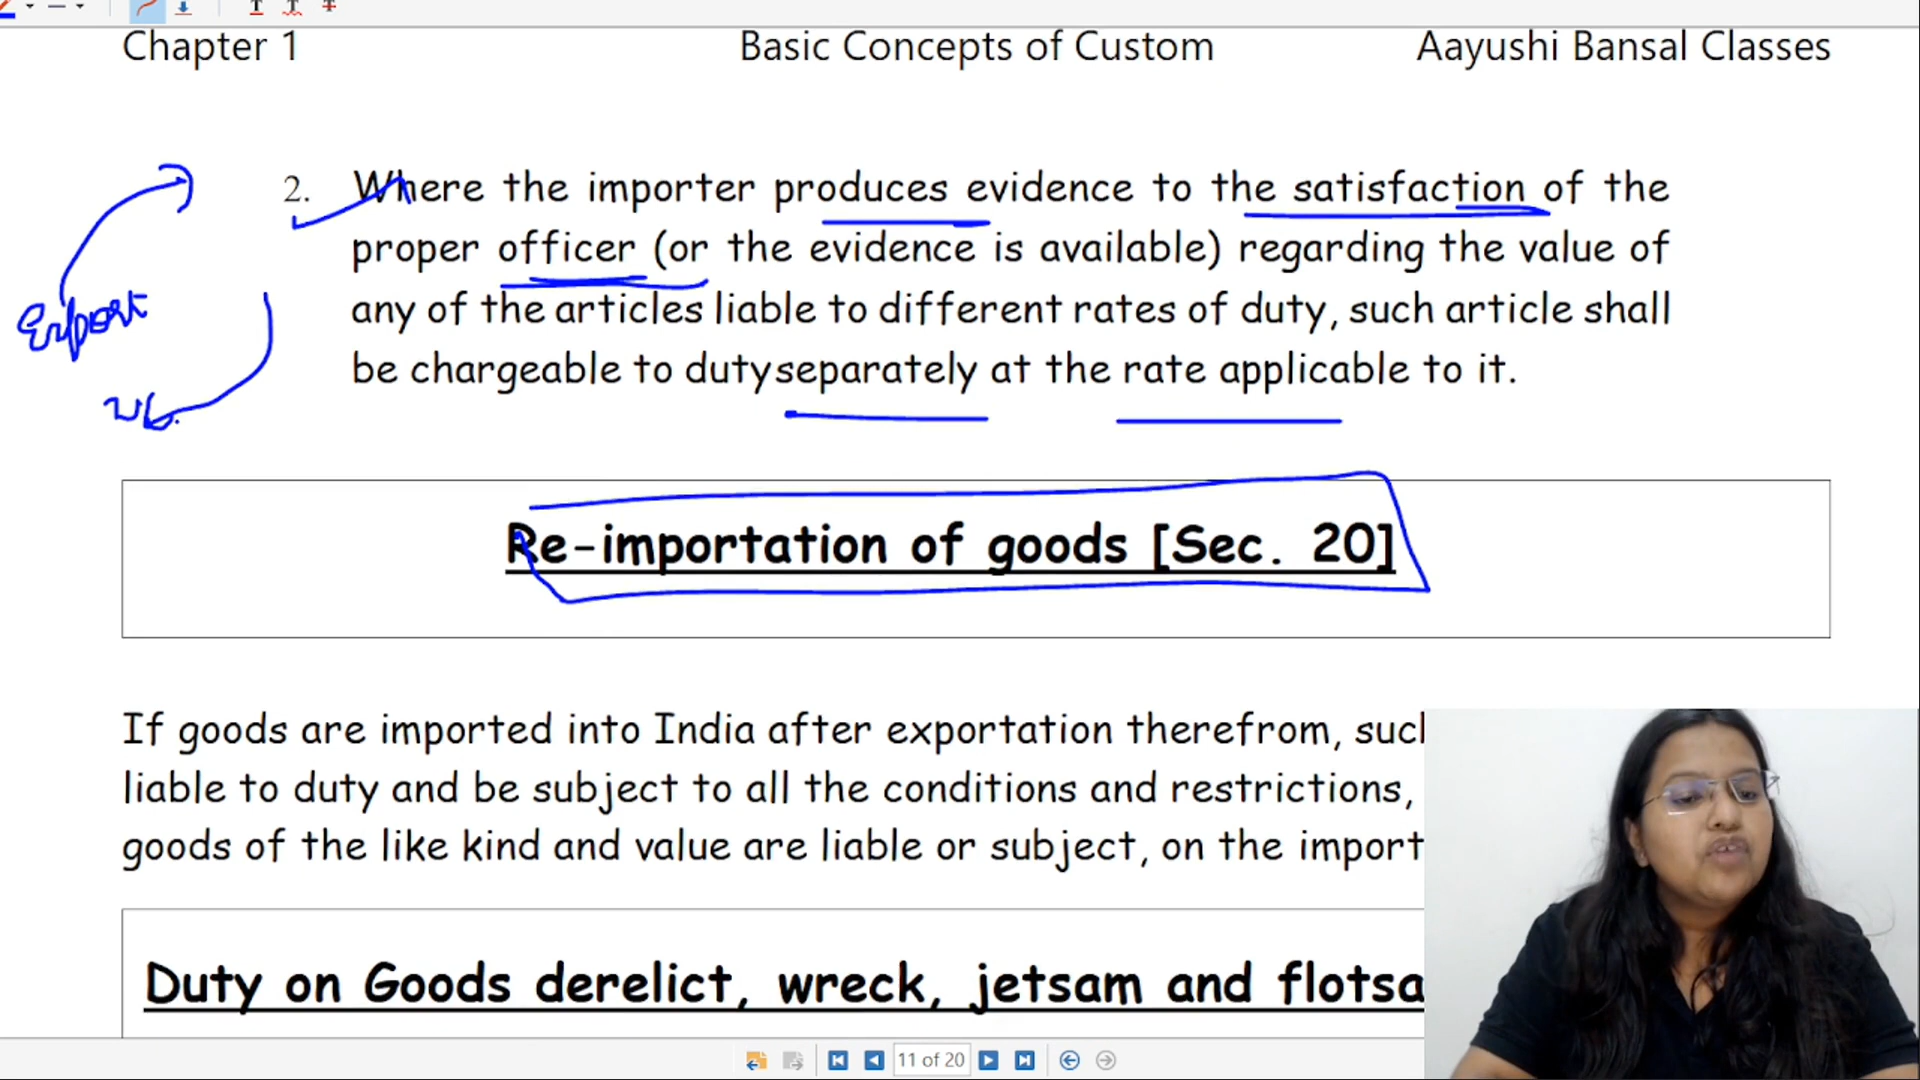 Chapter 1 Basic Concepts of Custom Aayushi Bansal Classes
2. Where the importer produces evidence to the satisfaction of the
proper officer (or the evidence is available) regarding the value of
any of the articles liable to different rates of duty, such article shall
be chargeable to duty separately at the rate applicable to it.
Export
Re-importation of goods [Sec. 20]
If goods are imported into India after exportation therefrom, such
liable to duty and be subject to all the conditions and restrictions,
goods of the like kind and value are liable or subject, on the import
Duty on Goods derelict, wreck, jetsam and flotsa
11 of 20